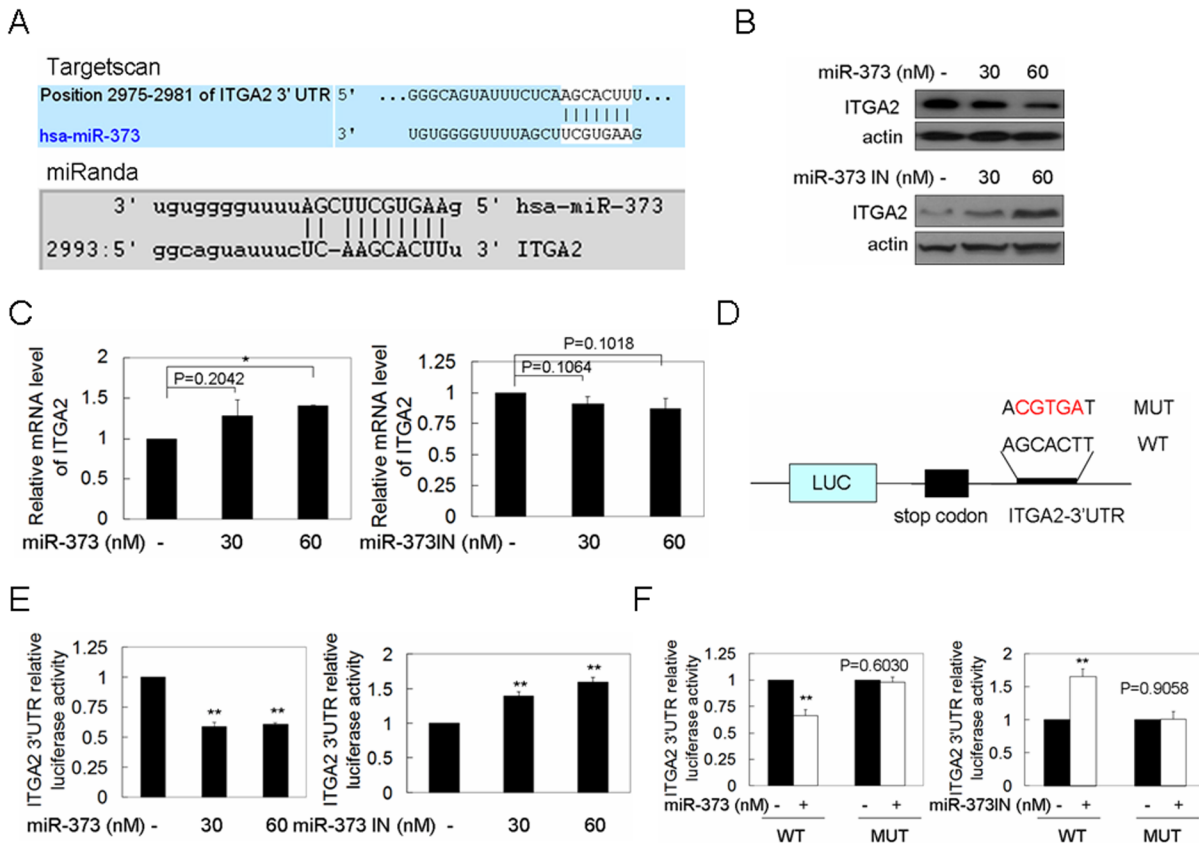 A
Targetscan
Position 2975-2981 of ITGA2 3' UTR 5' ...GGGCAGUAUUUCUCAAGCACUUU...
hsa-miR-373 3' UGUGGGGUUUUAGCUUCGUGAAG
miRanda
3' ugugggguuuuAGCUUCGUGAAg 5' hsa-miR-373
2993:5' ggcaguauuucUC-AAGCACUUu 3' ITGA2
B
miR-373 (nM) - 30 60
ITGA2
actin
miR-373 IN (nM) - 30 60
ITGA2
actin
C
Relative mRNA level
of ITGA2
2
1.5
1
0.5
0
P=0.2042
*
miR-373 (nM) - 30 60
Relative mRNA level
of ITGA2
1.25
1
0.75
0.5
0.25
0
P=0.1018
P=0.1064
miR-373IN (nM) - 30 60
D
ACGTGAT MUT
AGCACTT WT
LUC
stop codon
ITGA2-3'UTR
E
ITGA2 3'UTR relative
luciferase activity
1.25
1
0.75
0.5
0.25
0
** **
miR-373 (nM) - 30 60
ITGA2 3'UTR relative
luciferase activity
2
1.5
1
0.5
0
** **
miR-373 IN (nM) - 30 60
F
ITGA2 3'UTR relative
luciferase activity
1.25
1
0.75
0.5
0.25
0
**
P=0.6030
miR-373 (nM) - + - +
WT MUT
ITGA2 3'UTR relative
luciferase activity
2
1.5
1
0.5
0
**
P=0.9058
miR-373IN (nM) - + - +
WT MUT